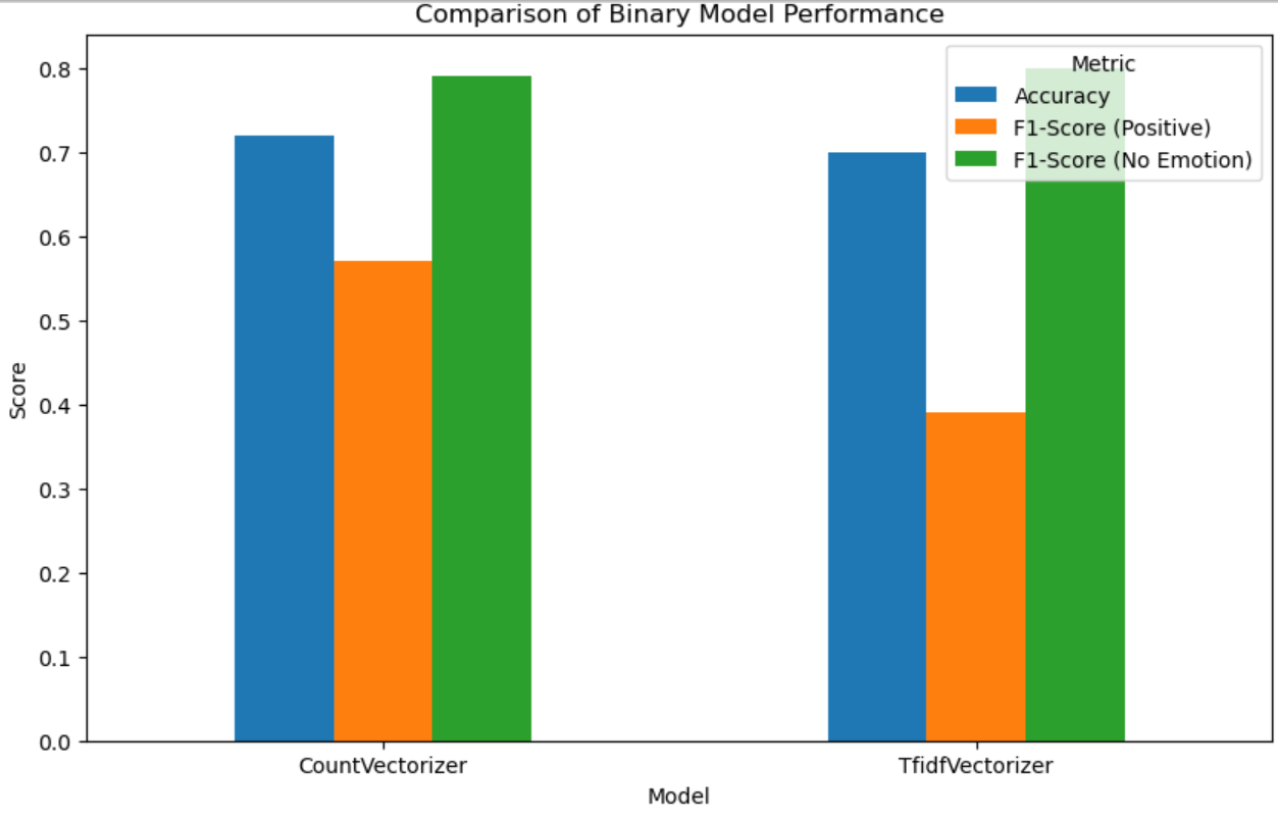 Comparison of Binary Model Performance
Metric
Accuracy
F1-Score (Positive)
F1-Score (No Emotion)
Score
0.8
0.7
0.6
0.5
0.4
0.3
0.2
0.1
0.0
CountVectorizer
TfidfVectorizer
Model